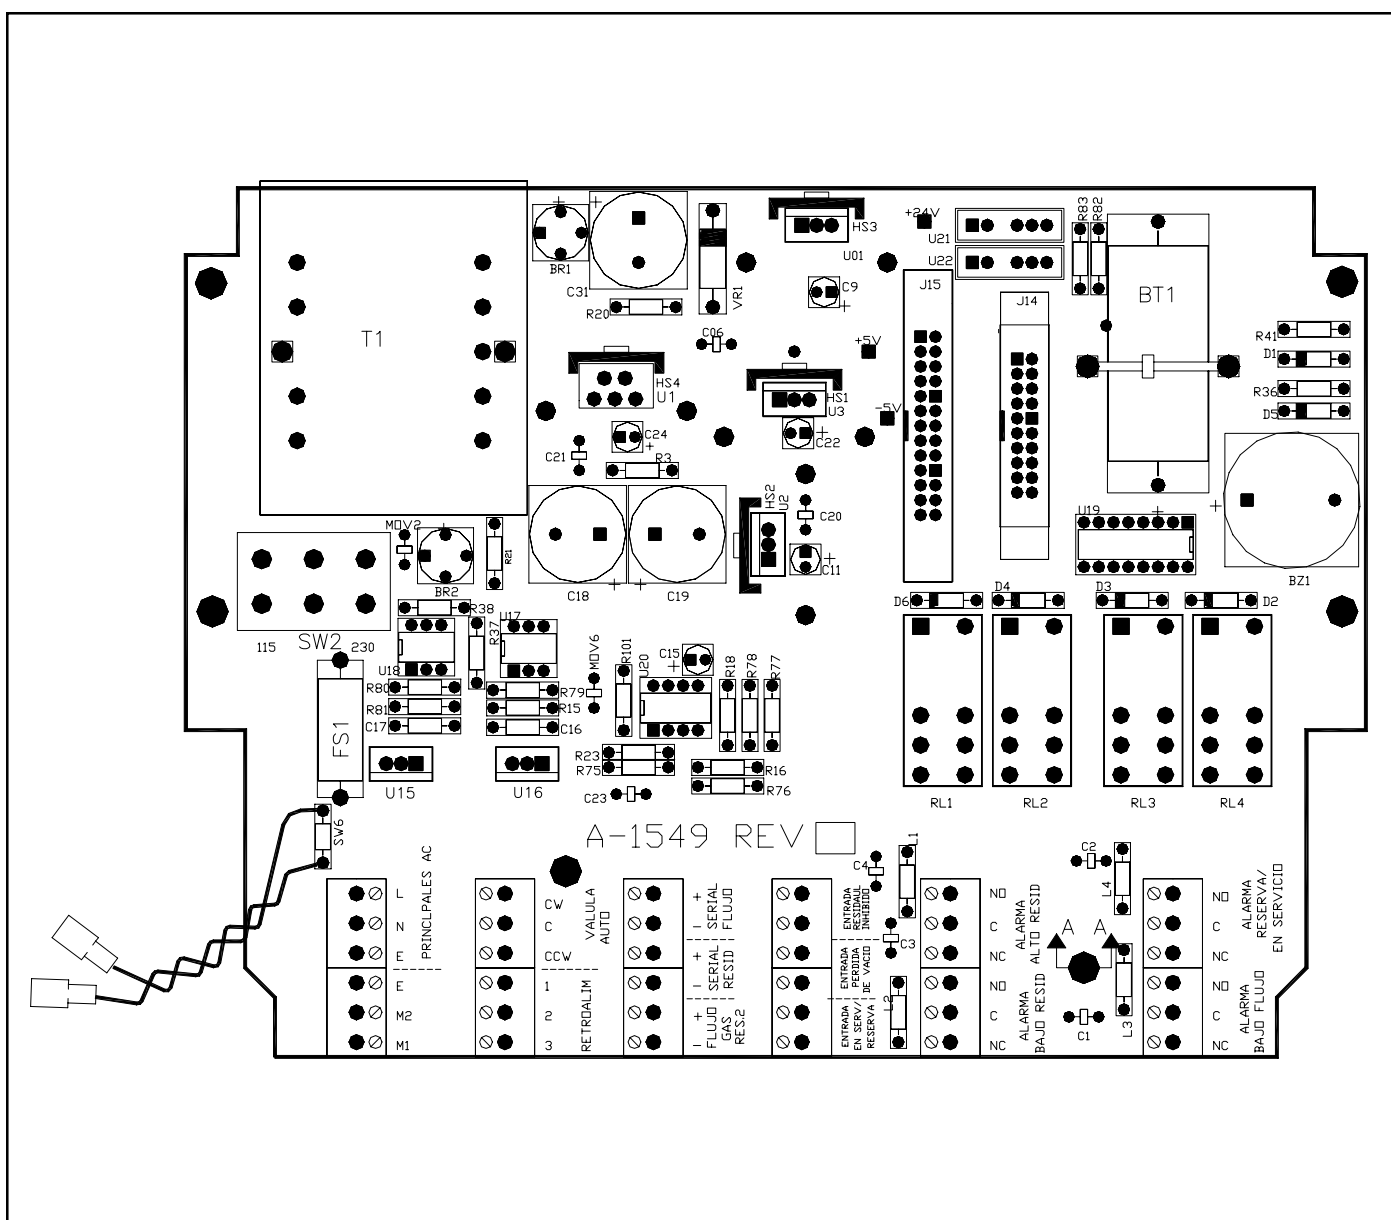 HS3
+24V
U21
U22
R83
R82
U01
BR1
C31
R20
VR1
C9
J15
J14
BT1
T1
C06
+5V
R41
D1
HS4
U1
HS1
U3
-5V
R36
D5
C24
C22
C21
R3
HS2
U2
C20
U19
MOV2
R21
C11
BZ1
BR2
C18
C19
D6
D4
D3
D2
R38
U17
SW2
115
230
R37
U18
MOV6
R101
U20
C15
R18
R78
R77
R80
R79
R81
R15
C17
C16
FS1
R23
R75
R16
R76
U15
U16
C23
RL1
RL2
RL3
RL4
SW6
A-1549 REV
L1
C4
C2
L4
C3
L2
A A
L3
C1
L
N
E
E
M2
M1
PRINCLPALES AC
CW
C
CCW
1
2
3
VALULA
AUTO
RETROALIM
+
-
SERIAL
FLUJO
+
-
SERIAL
RESID
+
-
FLUJO
GAS
RES.2
ENTRADA
RESIDAUL
INHIBIDO
ENTRADA
PERDIDA
DE VACIO
ENTRADA
EN SERV/
RESERVA
NO
C
NC
NO
C
NC
ALARMA
ALTO RESID
ALARMA
BAJO RESID
NO
C
NC
NO
C
NC
ALARMA
RESERVA/
EN SERVICIO
ALARMA
BAJO FLUJO